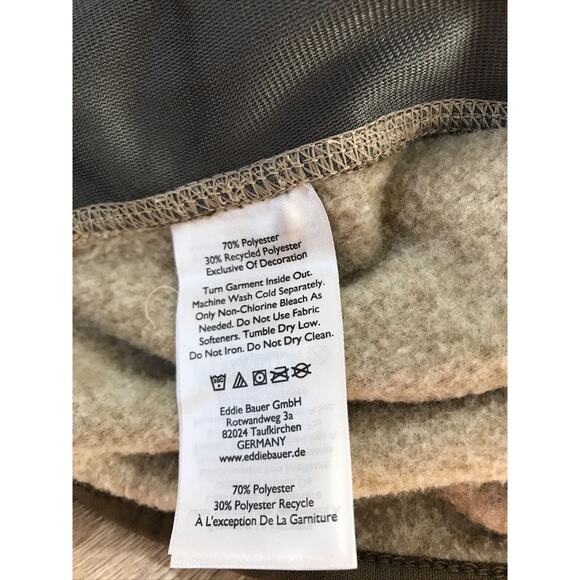 70% Polyester
30% Recycled Polyester
Exclusive Of Decoration
Turn Garment Inside Out.
Machine Wash Cold Separately.
Only Non-Chlorine Bleach As
Needed. Do Not Use Fabric
Softeners. Tumble Dry Low.
Do Not Iron. Do Not Dry Clean.
Eddie Bauer GmbH
Rotwandweg 3a
82024 Taufkirchen
GERMANY
www.eddiebauer.de
70% Polyester
30% Polyester Recycle
À L'exception De La Garniture